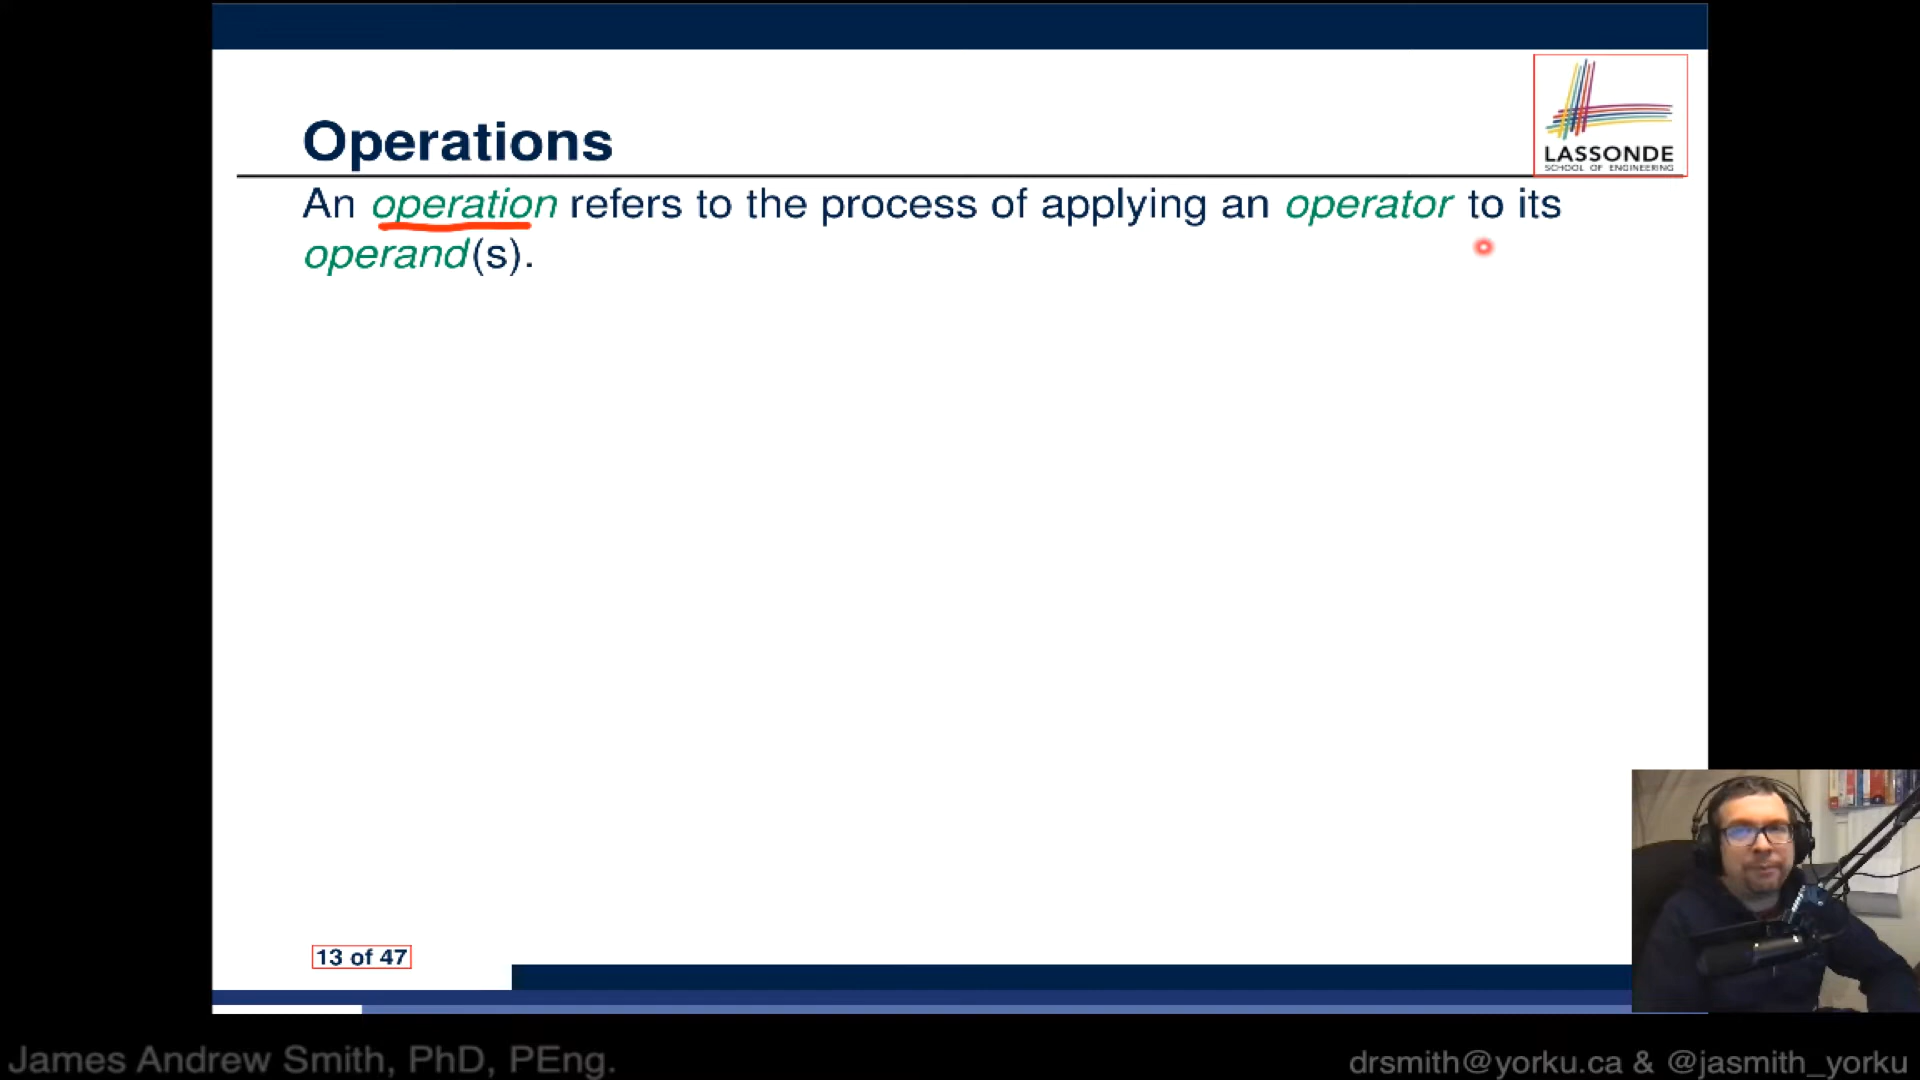 LASSONDE
SCHOOL OF ENGINEERING
Operations
An operation refers to the process of applying an operator to its
operand(s).
13 of 47
James Andrew Smith, PhD, PEng.
drsmith@yorku.ca & @jasmith_yorku